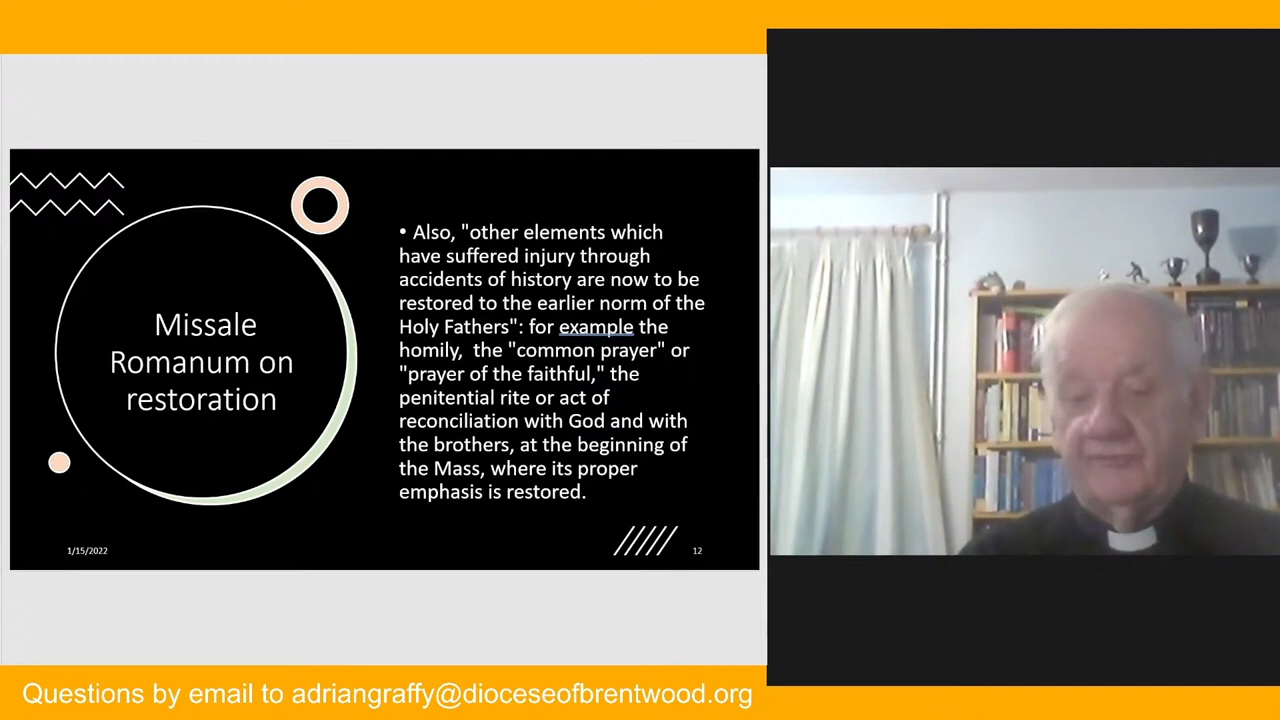 Missale
Romanum on
restoration
• Also, "other elements which
have suffered injury through
accidents of history are now to be
restored to the earlier norm of the
Holy Fathers": for example the
homily,  the "common prayer" or
"prayer of the faithful," the
penitential rite or act of
reconciliation with God and with
the brothers, at the beginning of
the Mass, where its proper
emphasis is restored.
1/15/2022
12
Questions by email to adriangraffy@dioceseofbrentwood.org